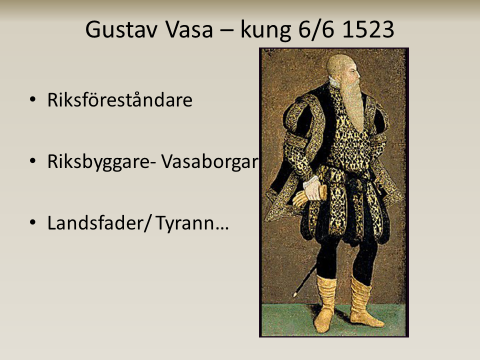 Gustav Vasa – kung 6/6 1523
• Riksföreståndare
• Riksbyggare- Vasaborgar
• Landsfader/ Tyrann…